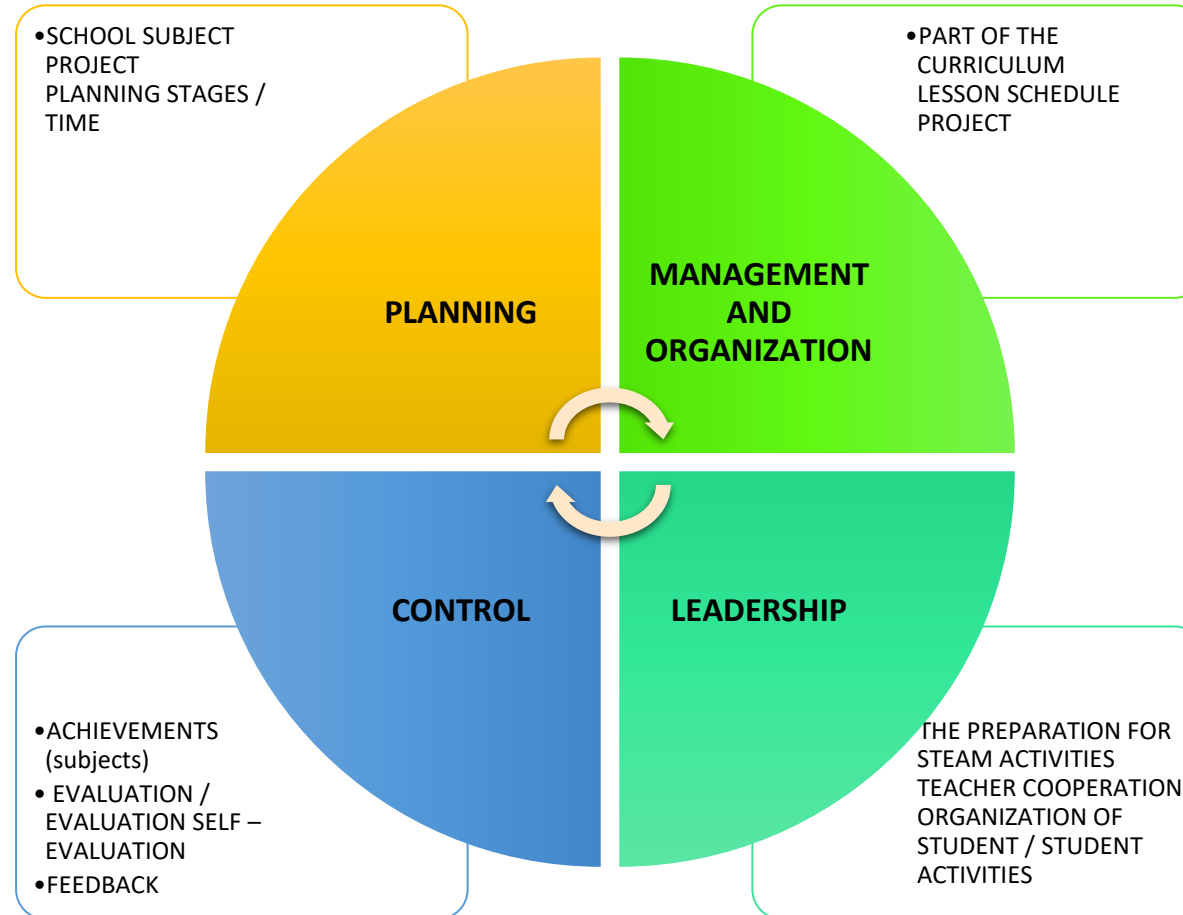 •SCHOOL SUBJECT
PROJECT
PLANNING STAGES /
TIME
•PART OF THE
CURRICULUM
LESSON SCHEDULE
PROJECT
PLANNING
MANAGEMENT
AND
ORGANIZATION
CONTROL
LEADERSHIP
•ACHIEVEMENTS
(subjects)
• EVALUATION /
EVALUATION SELF –
EVALUATION
•FEEDBACK
THE PREPARATION FOR
STEAM ACTIVITIES
TEACHER COOPERATION
ORGANIZATION OF
STUDENT / STUDENT
ACTIVITIES